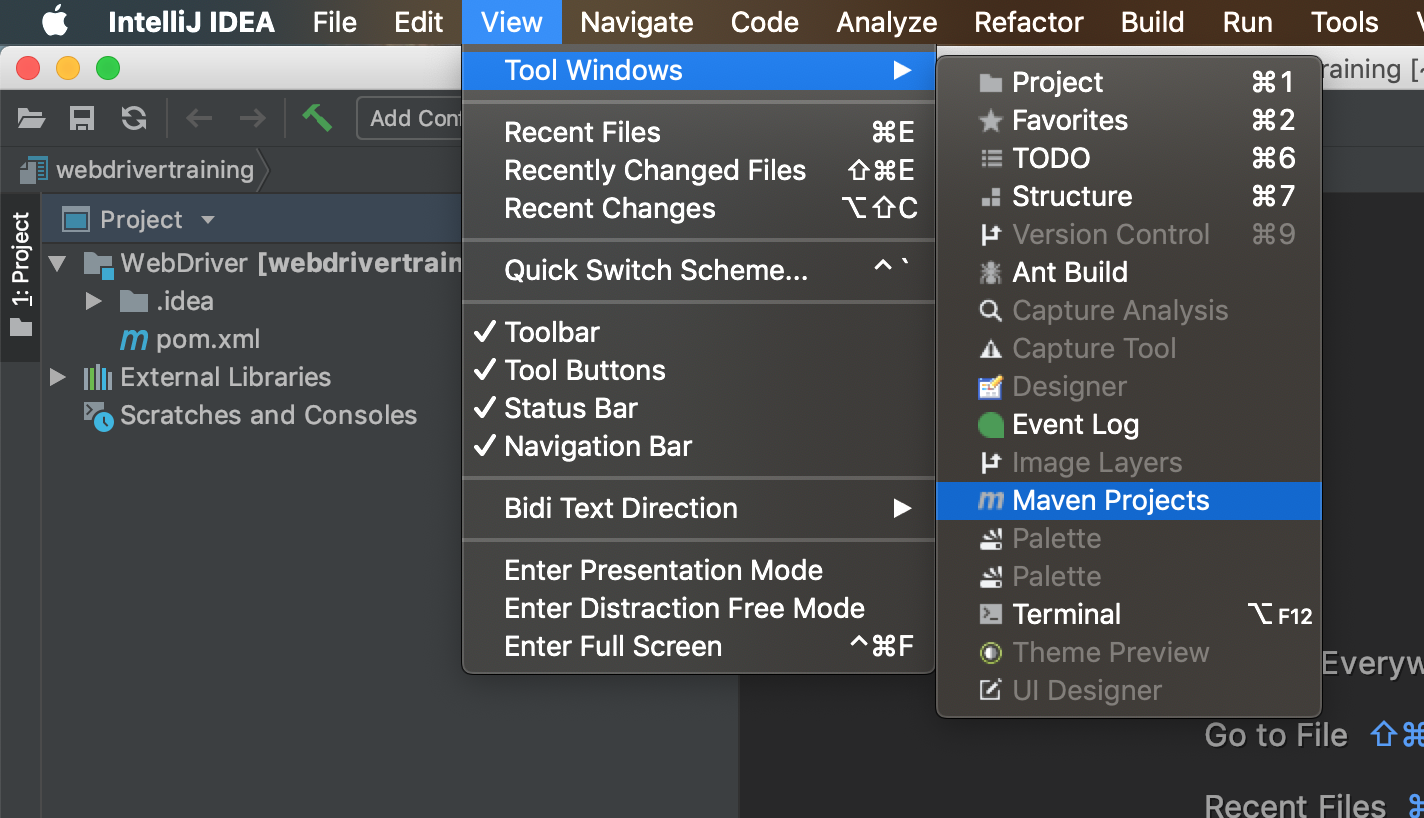 IntelliJ IDEA File Edit View Navigate Code Analyze Refactor Build Run Tools
raining [
Add Con
webdrivertraining
1: Project
Project
WebDriver [webdrivertrain
.idea
pom.xml
External Libraries
Scratches and Consoles
Tool Windows ▶
Recent Files ⌘E
Recently Changed Files ⇧⌘E
Recent Changes ⌥⇧C
Quick Switch Scheme... ^`
✓ Toolbar
✓ Tool Buttons
✓ Status Bar
✓ Navigation Bar
Bidi Text Direction ▶
Enter Presentation Mode
Enter Distraction Free Mode
Enter Full Screen ^⌘F
Project ⌘1
Favorites ⌘2
TODO ⌘6
Structure ⌘7
Version Control ⌘9
Ant Build
Capture Analysis
Capture Tool
Designer
Event Log
Image Layers
Maven Projects
Palette
Palette
Terminal ⌥F12
Theme Preview
UI Designer
Everyw
Go to File ⇧⌘
Recent Files ⌘